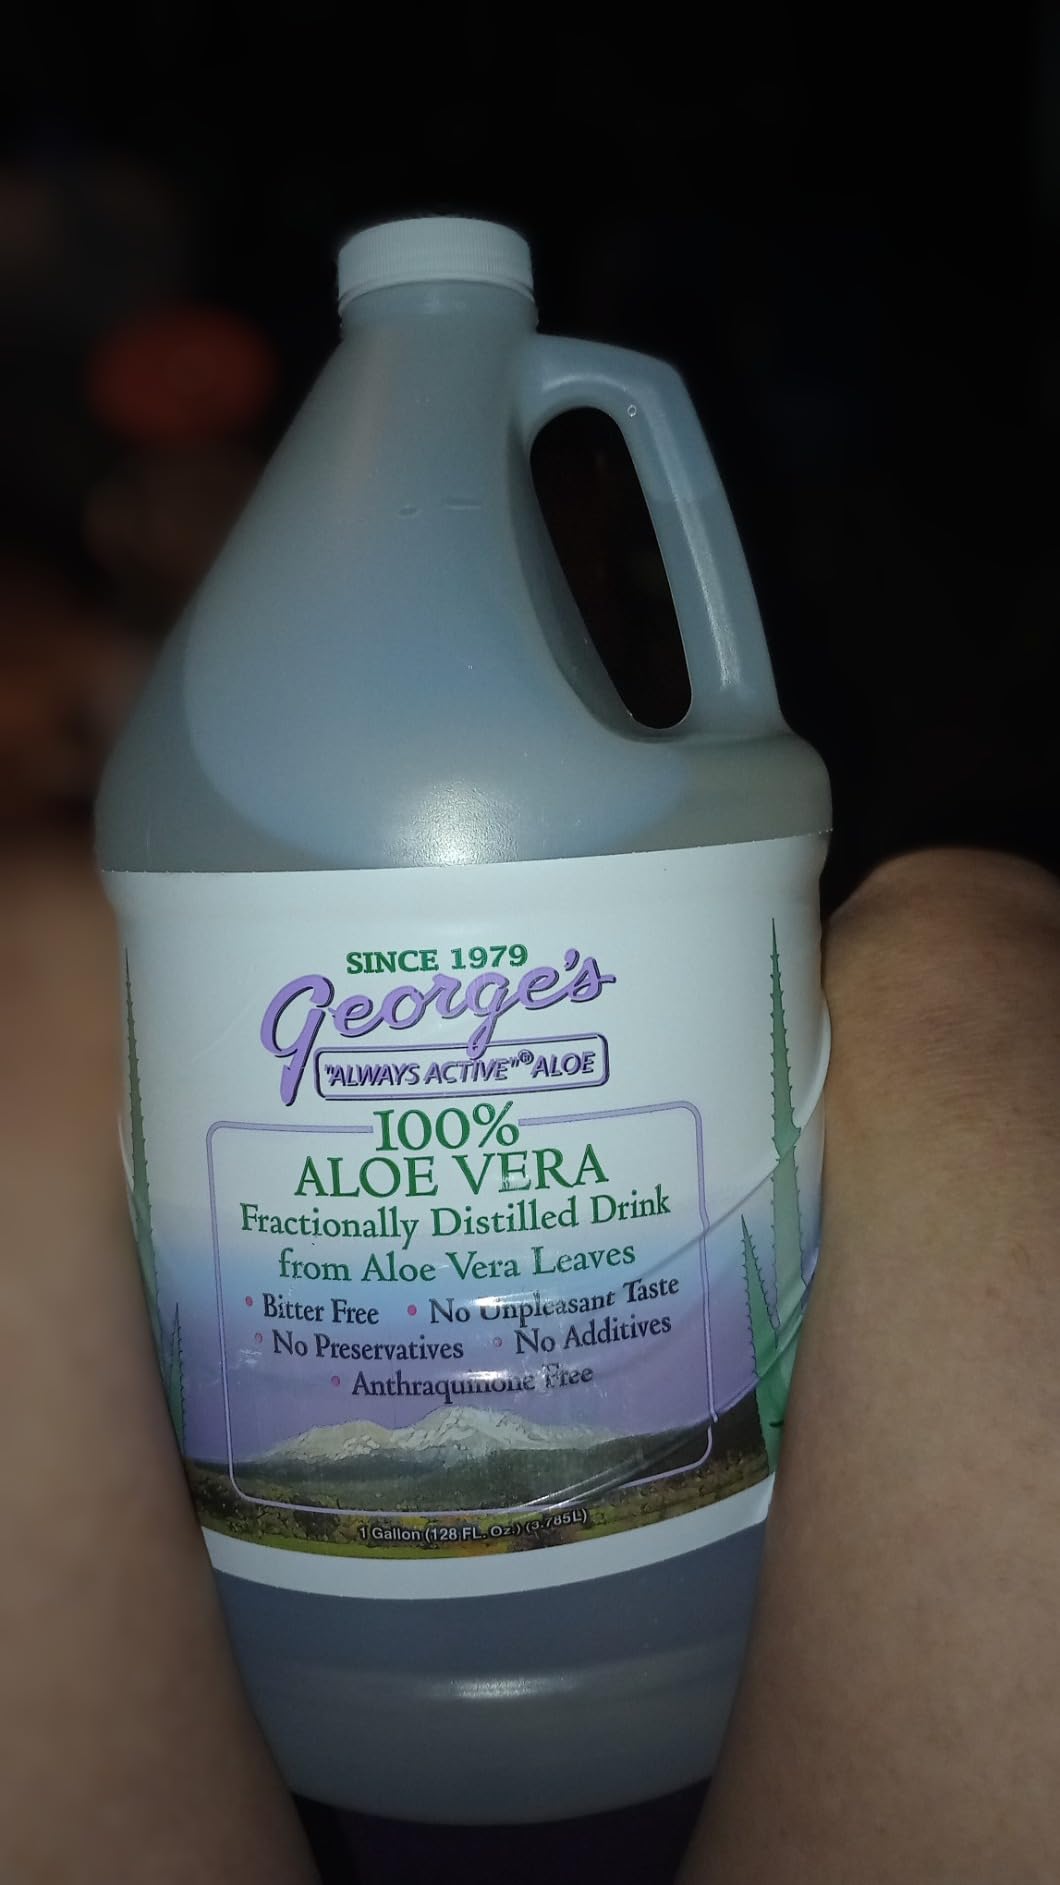 SINCE 1979
George's
"ALWAYS ACTIVE"® ALOE
100%
ALOE VERA
Fractionally Distilled Drink
from Aloe Vera Leaves
• Bitter Free • No Unpleasant Taste
• No Preservatives • No Additives
• Anthraquinone Free
1 Gallon (128 FL. Oz.) (3.785L)